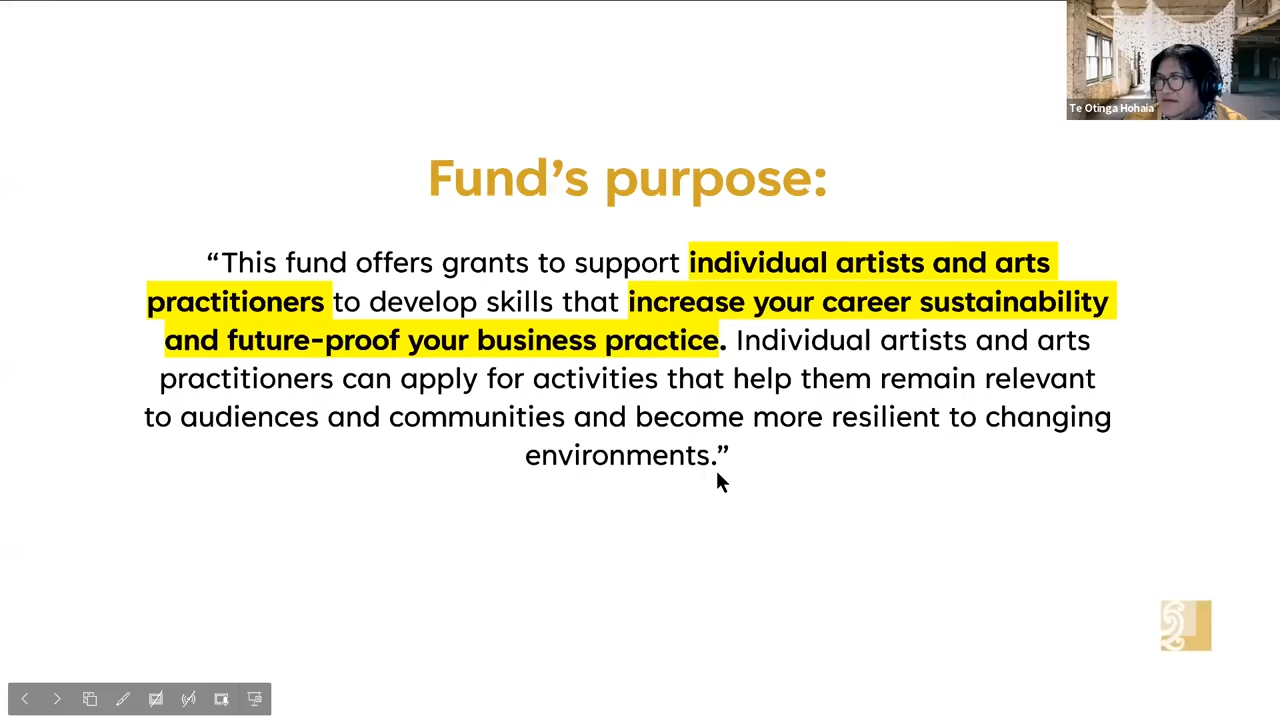 Te Otinga Hohaia
Fund’s purpose:
“This fund offers grants to support individual artists and arts
practitioners to develop skills that increase your career sustainability
and future-proof your business practice. Individual artists and arts
practitioners can apply for activities that help them remain relevant
to audiences and communities and become more resilient to changing
environments.”